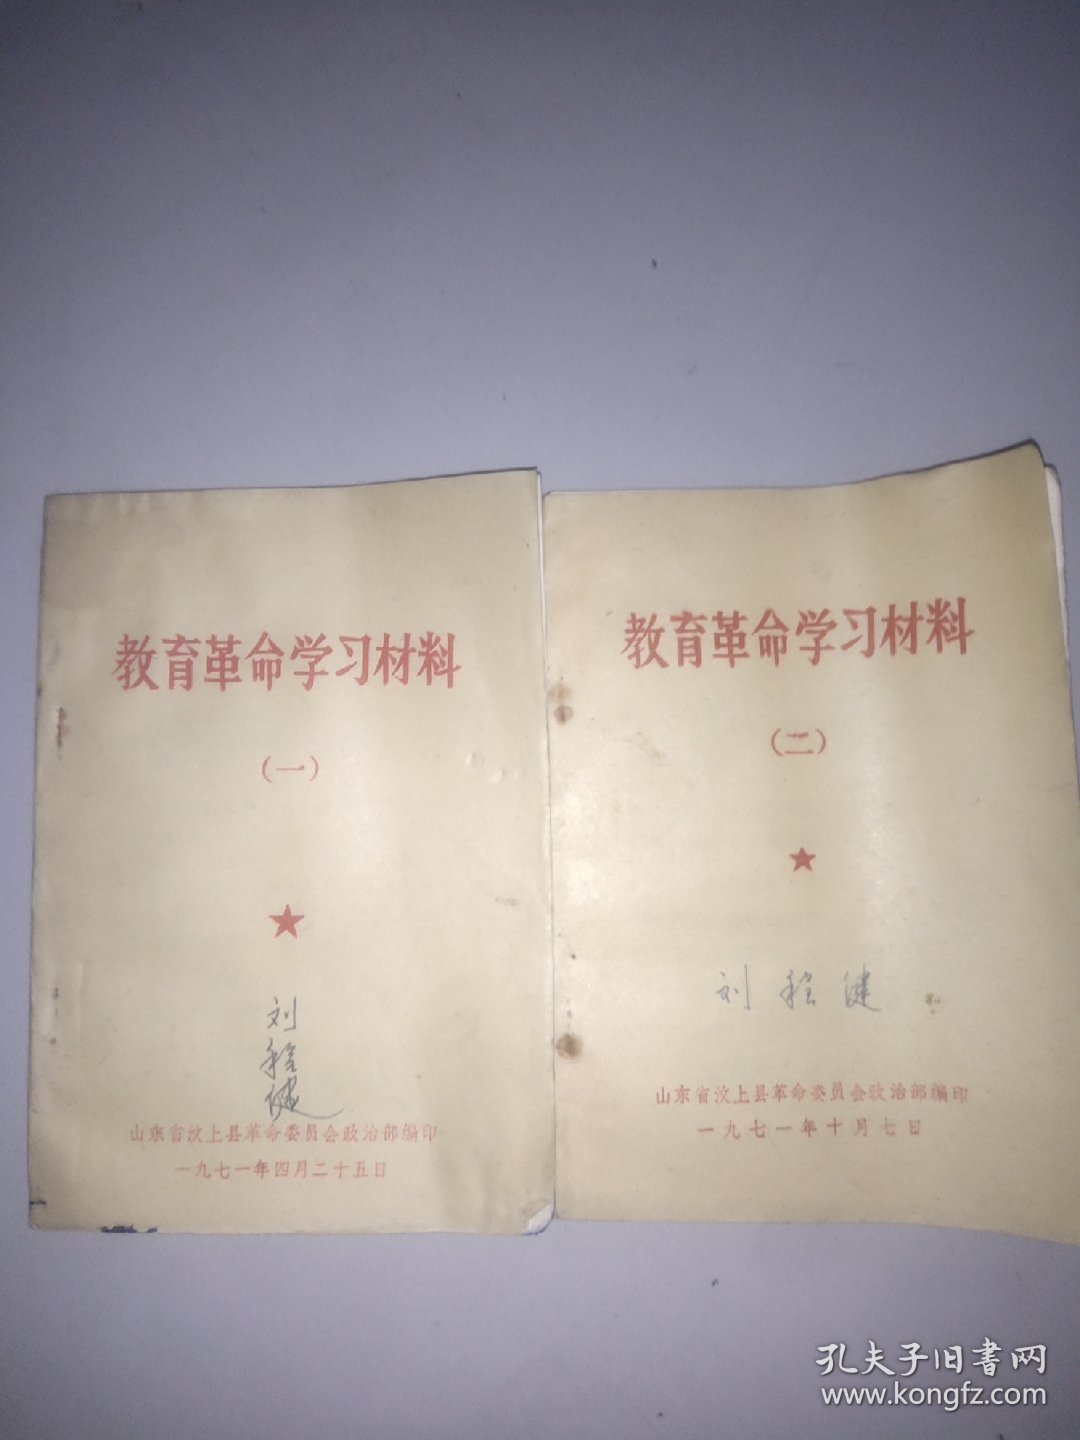 教育革命学习材料
（一）
刘
山东省汶上县革命委员会政治部编印
一九七一年四月二十五日
教育革命学习材料
（二）
刘 程健
山东省汶上县革命委员会政治部编印
一九七一年十月七日
孔夫子旧书网
www.kongfz.com